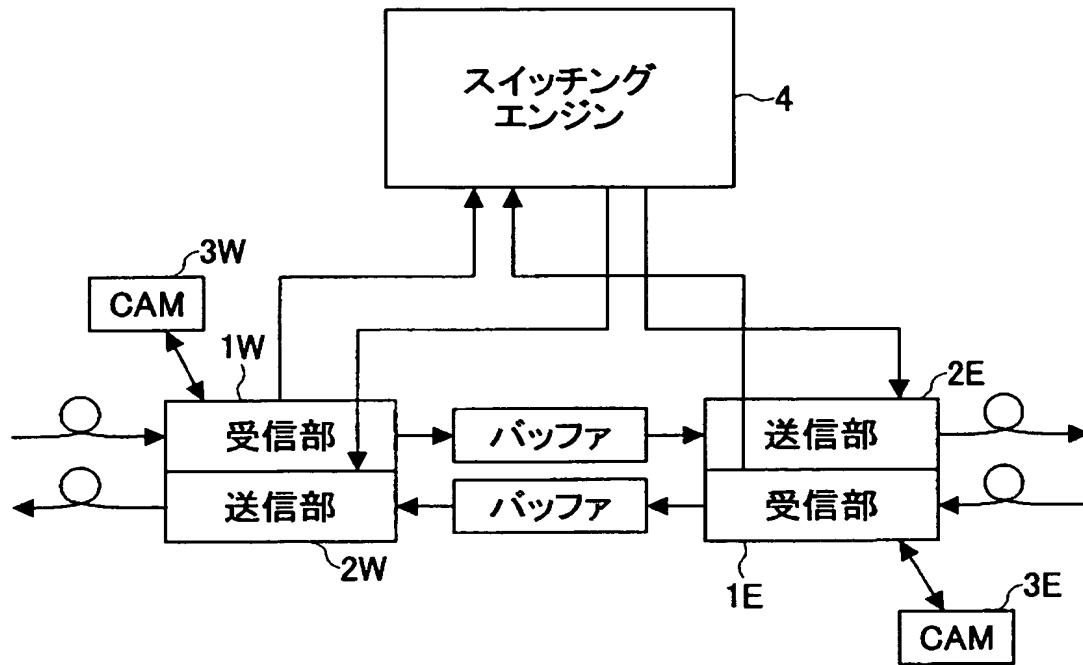 スイッチング
エンジン
4
3W
CAM
1W
2E
受信部
バッファ
送信部
送信部
バッファ
受信部
2W
1E
3E
CAM